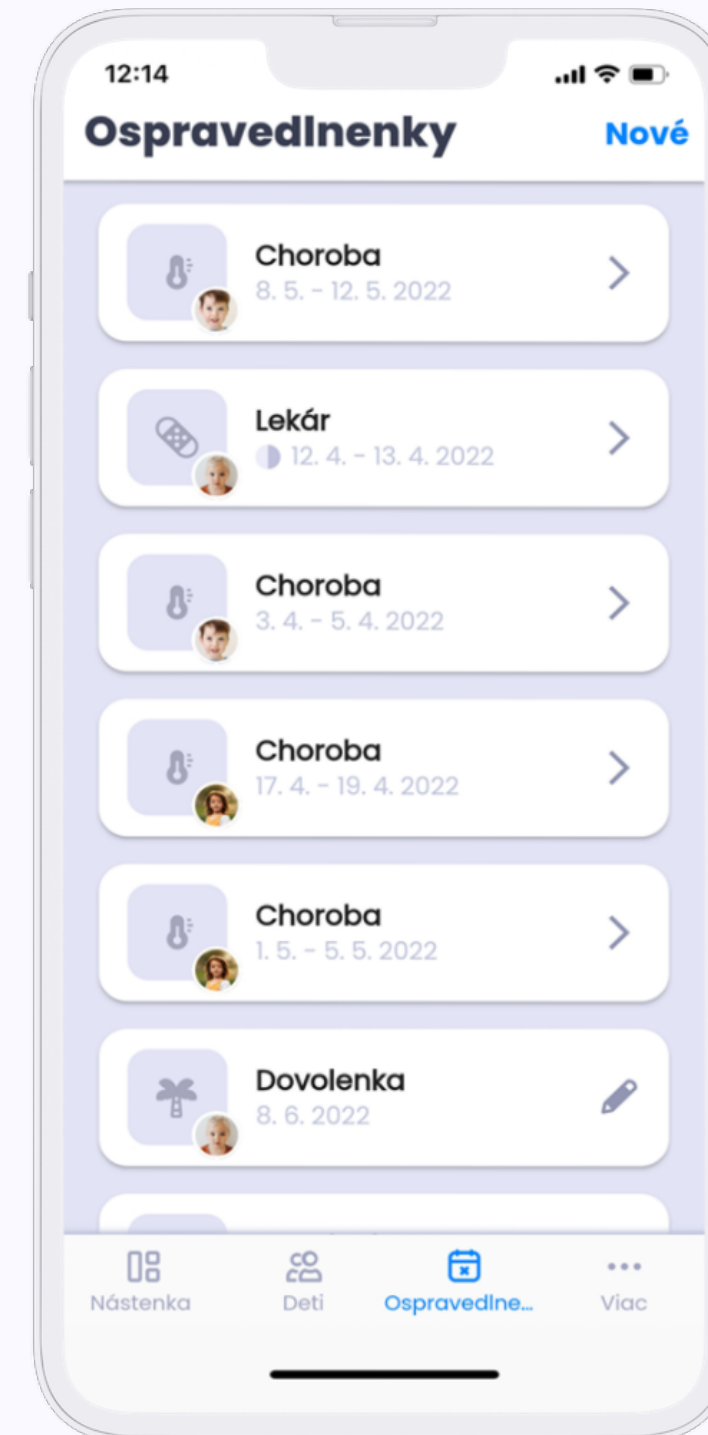 12:14
Ospravedlnenky
Nové
Choroba
8. 5. - 12. 5. 2022
Lekár
12. 4. - 13. 4. 2022
Choroba
3. 4. - 5. 4. 2022
Choroba
17. 4. - 19. 4. 2022
Choroba
1. 5. - 5. 5. 2022
Dovolenka
8. 6. 2022
Nástenka
Deti
Ospravedlne...
Viac